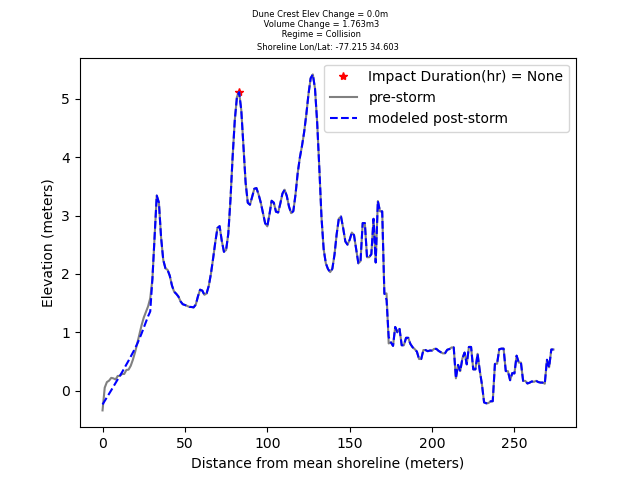 Dune Crest Elev Change = 0.0m
Volume Change = 1.763m3
Regime = Collision
Shoreline Lon/Lat: -77.215 34.603
Impact Duration(hr) = None
pre-storm
modeled post-storm
Elevation (meters)
5
4
3
2
1
0
0 50 100 150 200 250
Distance from mean shoreline (meters)